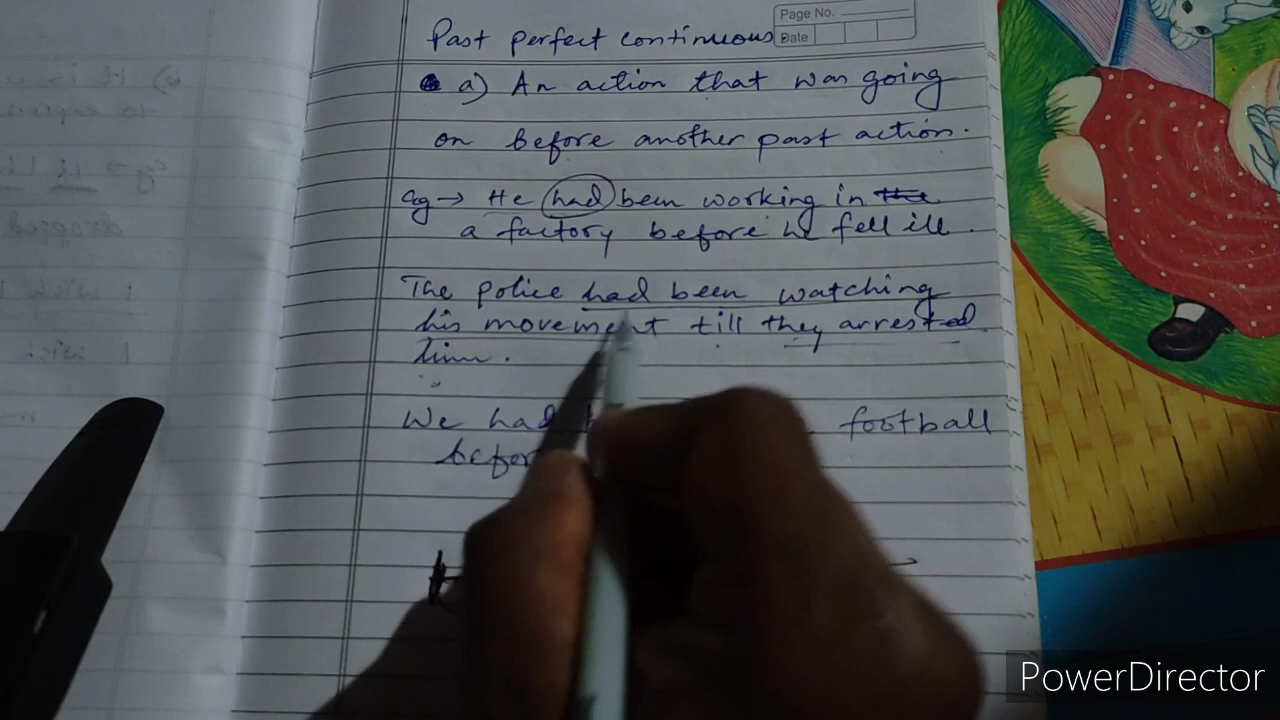 Page No.
Date
Past perfect continuous
a) An action that was going
on before another past action.
eg → He had been working in the
a factory before he fell ill.
The police had been watching
his movement till they arrested
him.
We had football
PowerDirector